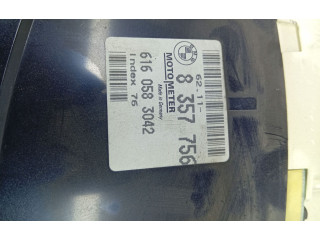 62.11-
8 357 756
MOTOMETER
Made in Germany
616 058 3042
Index 76